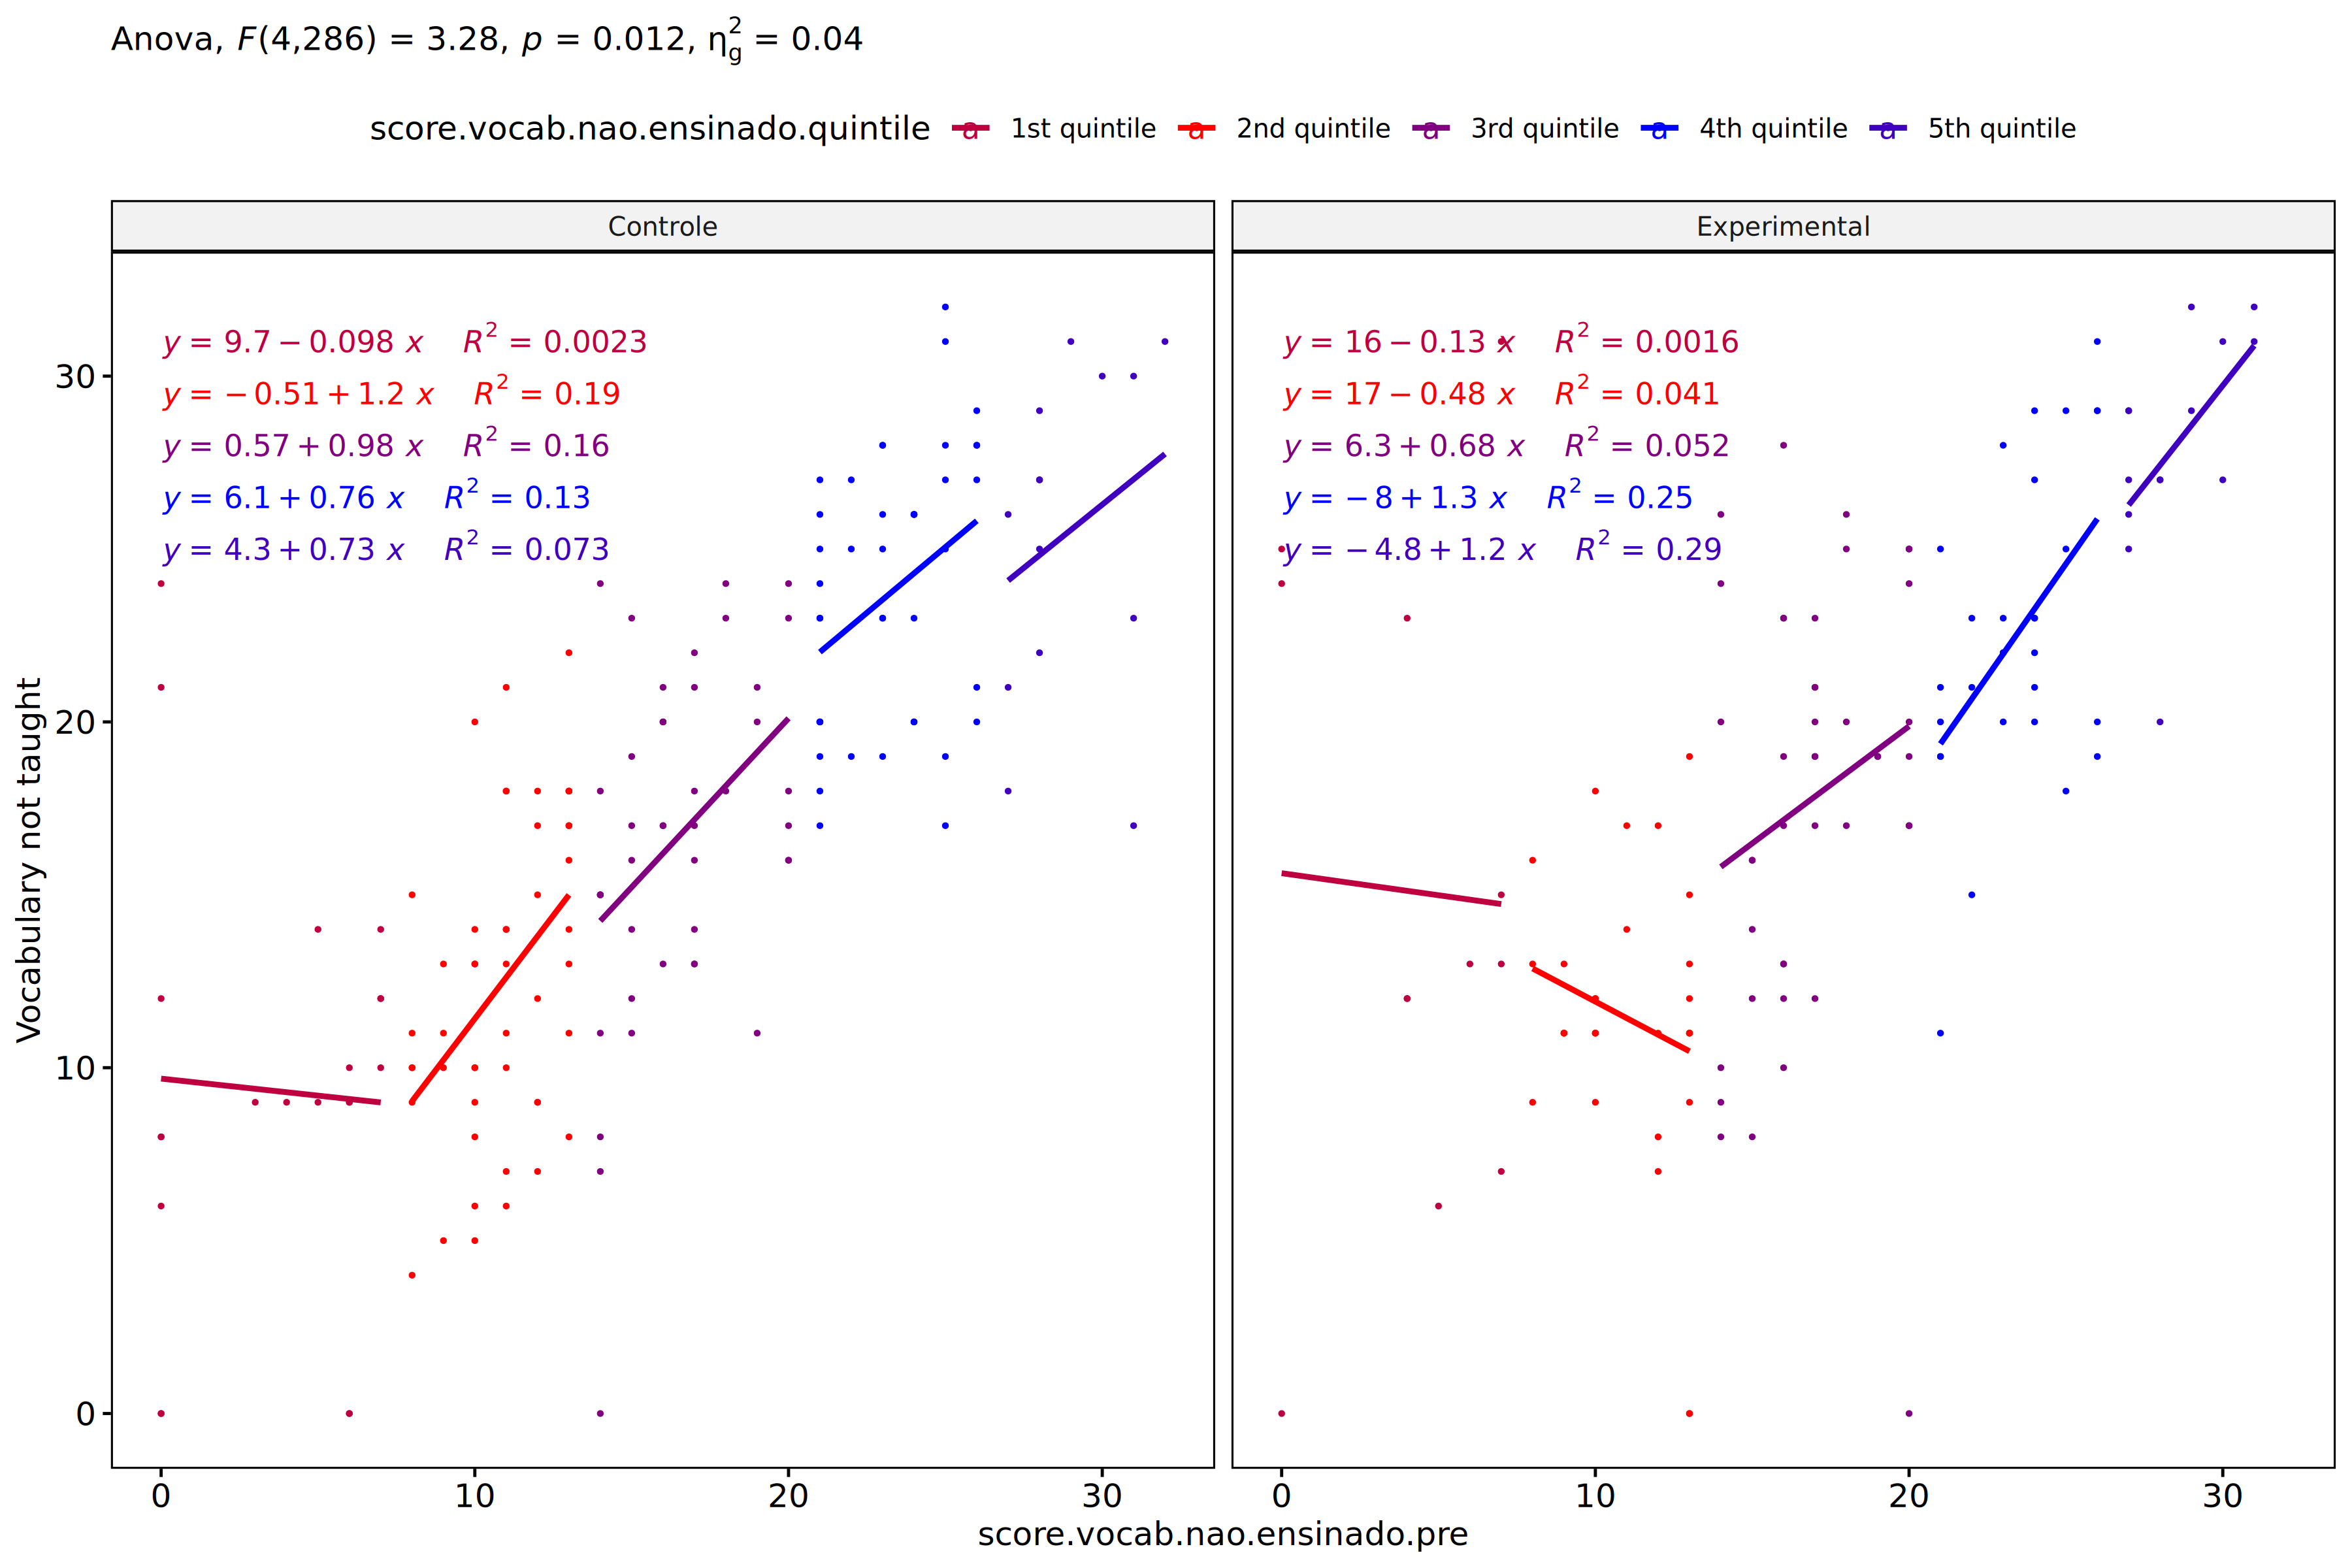 Anova, F(4,286) = 3.28, p = 0.012, η²g = 0.04
score.vocab.nao.ensinado.quintile a 1st quintile a 2nd quintile a 3rd quintile a 4th quintile a 5th quintile
Controle
Experimental
y = 9.7 − 0.098 x R² = 0.0023
y = − 0.51 + 1.2 x R² = 0.19
y = 0.57 + 0.98 x R² = 0.16
y = 6.1 + 0.76 x R² = 0.13
y = 4.3 + 0.73 x R² = 0.073
y = 16 − 0.13 x R² = 0.0016
y = 17 − 0.48 x R² = 0.041
y = 6.3 + 0.68 x R² = 0.052
y = − 8 + 1.3 x R² = 0.25
y = − 4.8 + 1.2 x R² = 0.29
Vocabulary not taught
30
20
10
0
0 10 20 30
0 10 20 30
score.vocab.nao.ensinado.pre